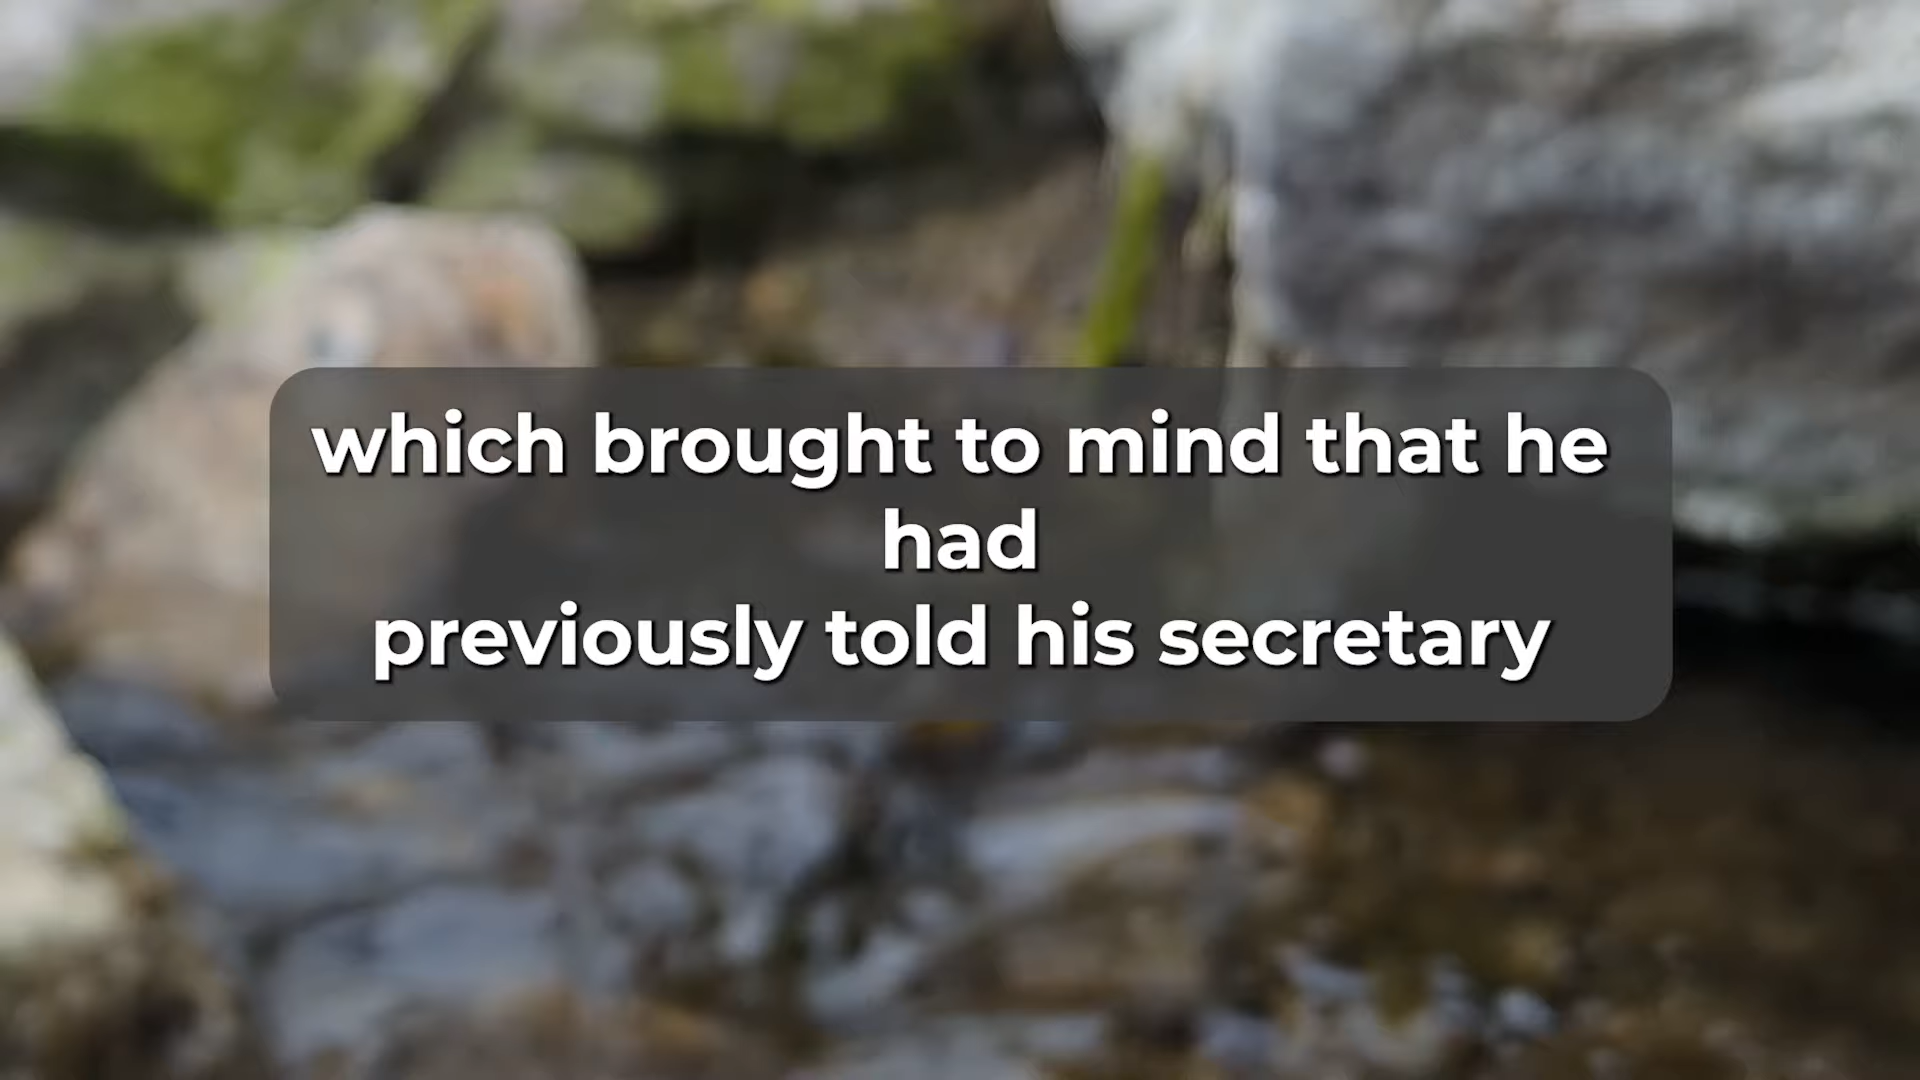 which brought to mind that he
had
previously told his secretary